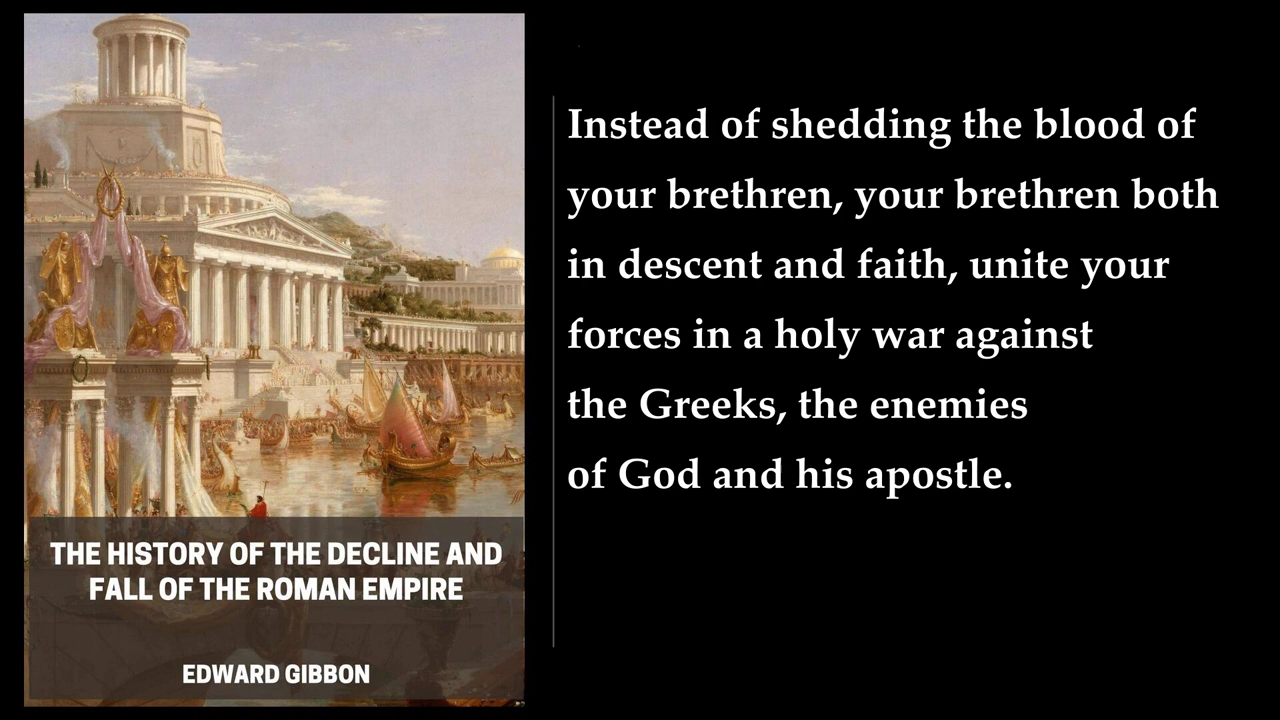 THE HISTORY OF THE DECLINE AND
FALL OF THE ROMAN EMPIRE
EDWARD GIBBON
Instead of shedding the blood of
your brethren, your brethren both
in descent and faith, unite your
forces in a holy war against
the Greeks, the enemies
of God and his apostle.